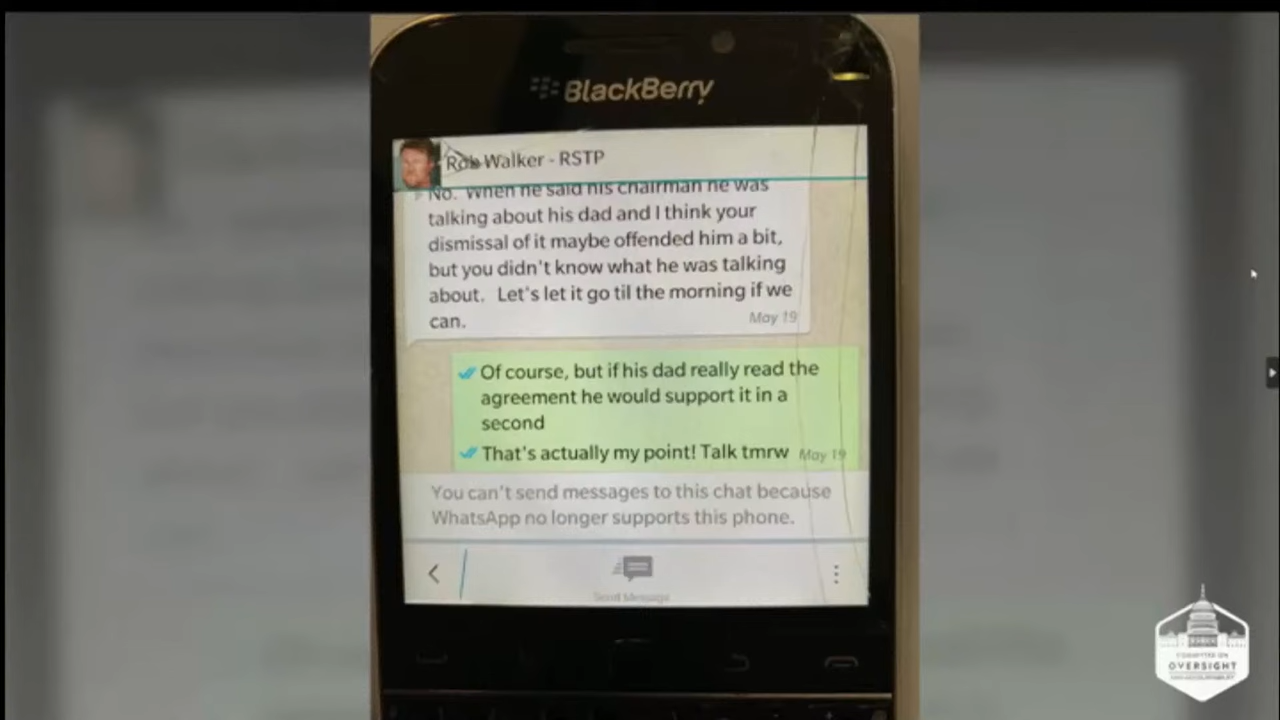 BlackBerry
Rob Walker - RSTP
No. When he said his chairman he was
talking about his dad and I think your
dismissal of it maybe offended him a bit,
but you didn't know what he was talking
about. Let's let it go til the morning if we
can.
May 19
Of course, but if his dad really read the
agreement he would support it in a
second
That's actually my point! Talk tmrw
May 19
You can't send messages to this chat because
WhatsApp no longer supports this phone.
Send Message
COMMITTEE ON
OVERSIGHT